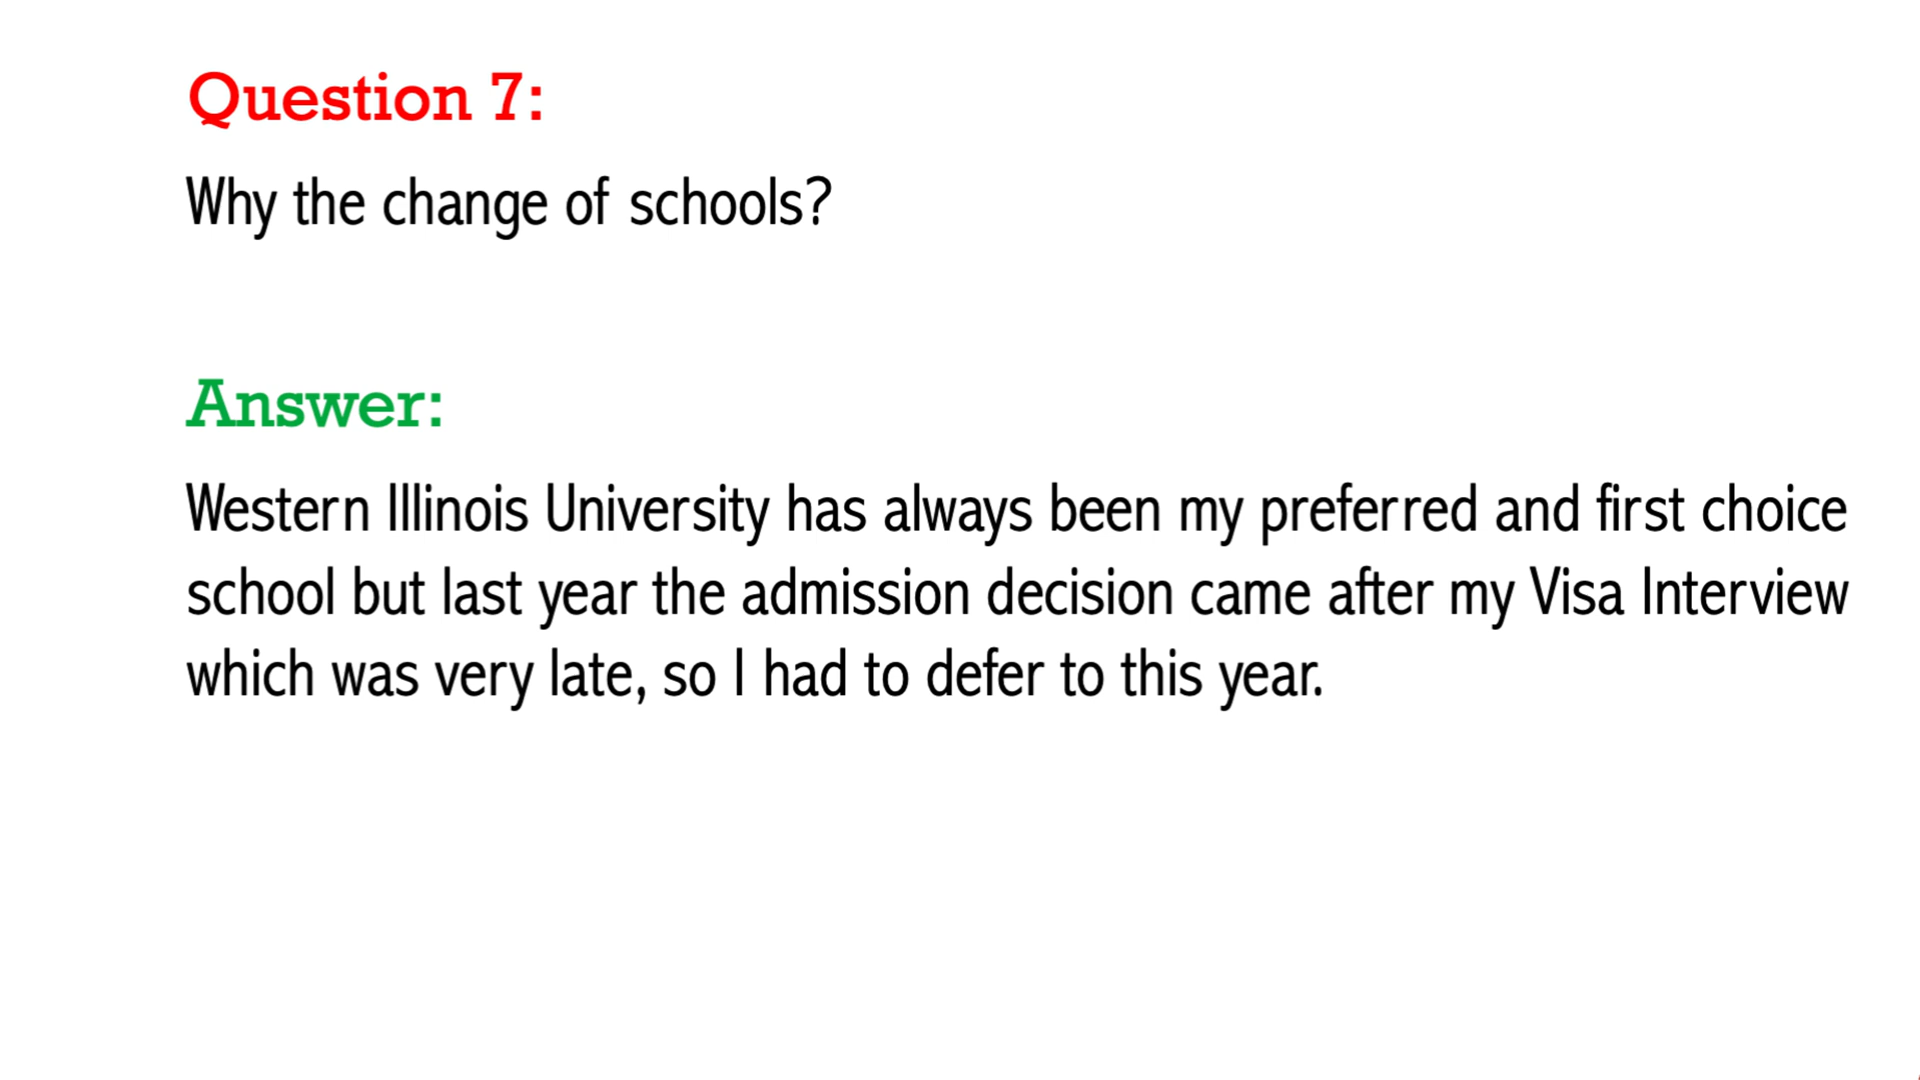 Question 7:
Why the change of schools?
Answer:
Western Illinois University has always been my preferred and first choice
school but last year the admission decision came after my Visa Interview
which was very late, so I had to defer to this year.